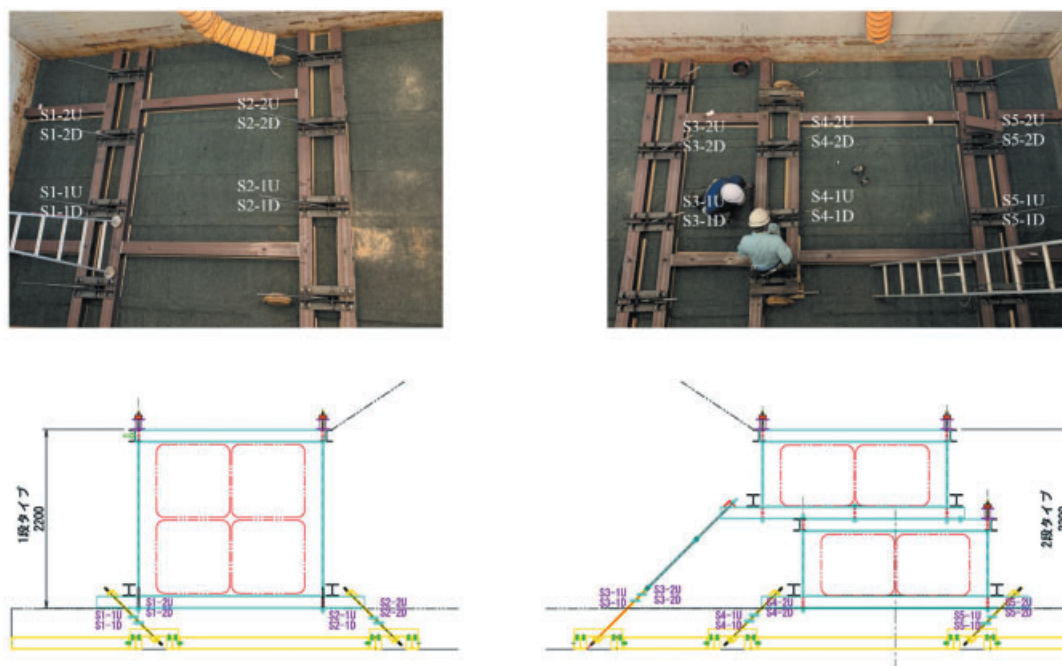 S1-2U
S1-2D
S2-2U
S2-2D
S1-1U
S1-1D
S2-1U
S2-1D
S3-2U
S3-2D
S4-2U
S4-2D
S5-2U
S5-2D
S3-1U
S3-1D
S4-1U
S4-1D
S5-1U
S5-1D
1段タイプ
2200
S1-1U
S1-1D
S1-2U
S1-2D
S2-1U
S2-1D
2段タイプ
S3-1U
S3-1D
S3-2U
S3-2D
S4-1U
S4-1D
S4-2U
S4-2D
S5-1U
S5-1D
S5-2U
S5-2D